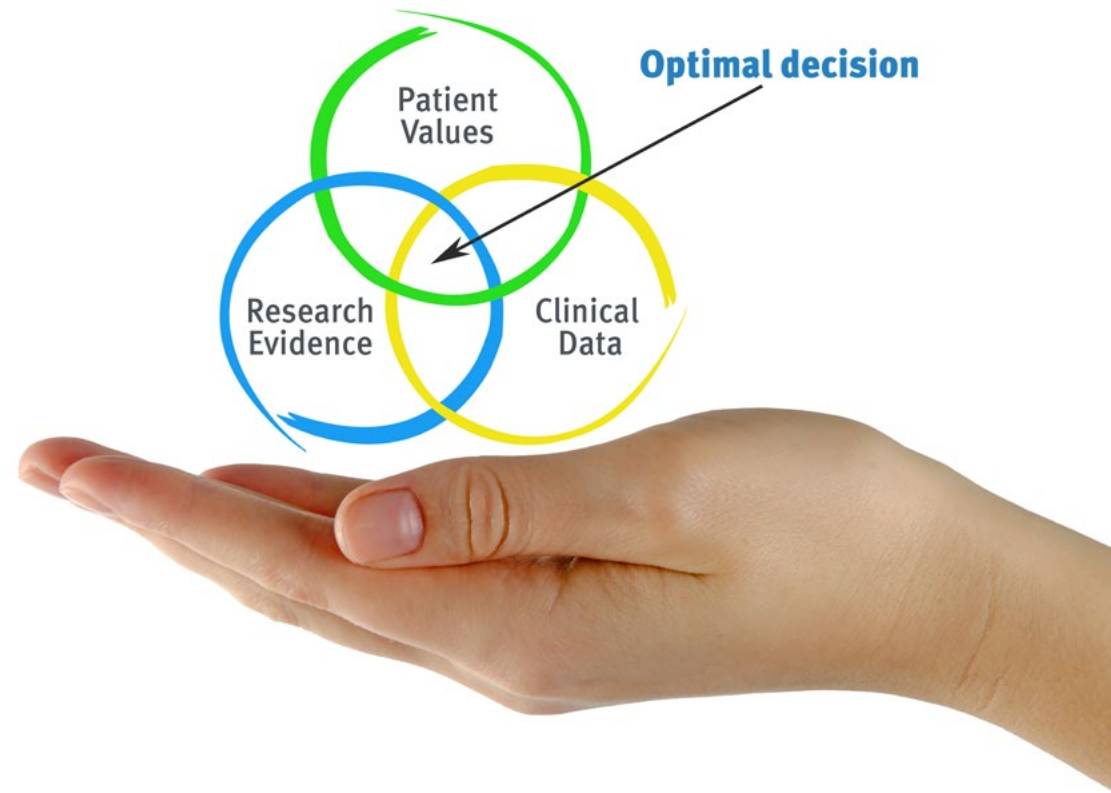 Optimal decision
Patient
Values
Research
Evidence
Clinical
Data